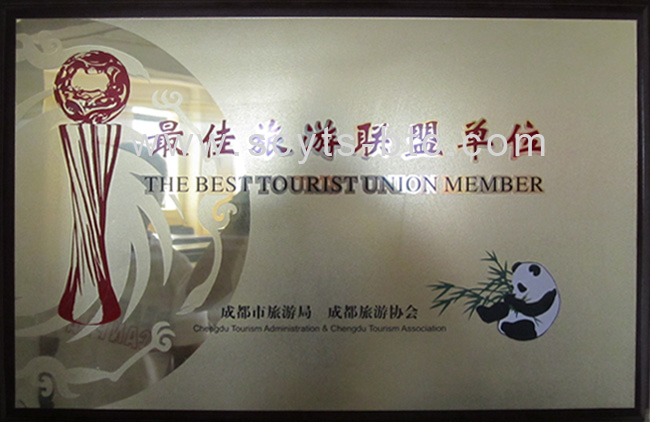 最佳旅游联盟单位
THE BEST TOURIST UNION MEMBER
成都市旅游局 成都旅游协会
Chengdu Tourism Administration & Chengdu Tourism Association